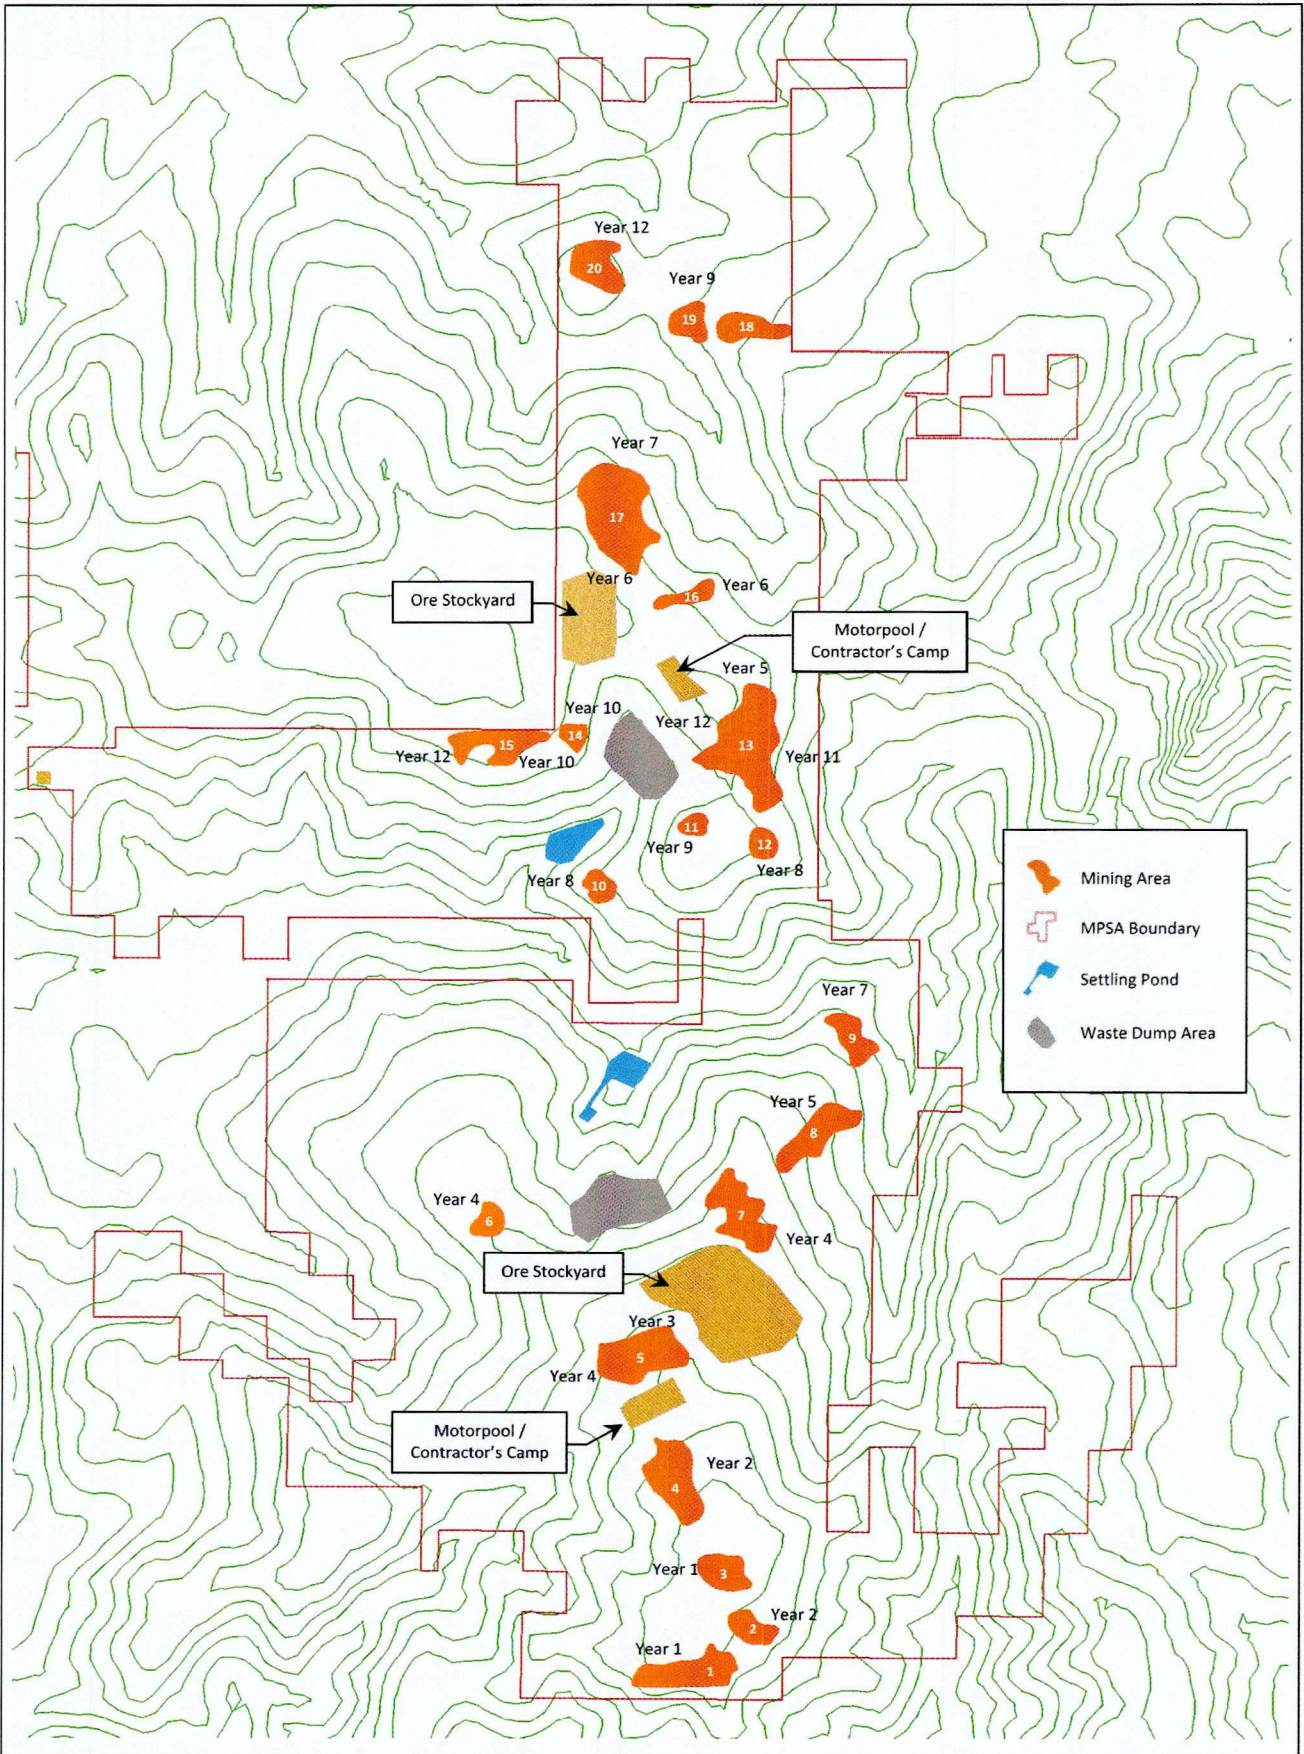 Year 12
20
Year 9
19
18
Year 7
17
Year 6
Ore Stockyard
16
Year 6
Motorpool /
Contractor's Camp
Year 5
Year 10
Year 12
14
13
Year 12
15
Year 10
Year 11
11
12
Year 9
Year 8
Year 8
10
Mining Area
MPSA Boundary
Settling Pond
Waste Dump Area
Year 7
9
Year 5
8
Year 4
6
7
Year 4
Ore Stockyard
Year 3
5
Year 4
Motorpool /
Contractor's Camp
Year 2
4
Year 1
3
Year 2
2
Year 1
1